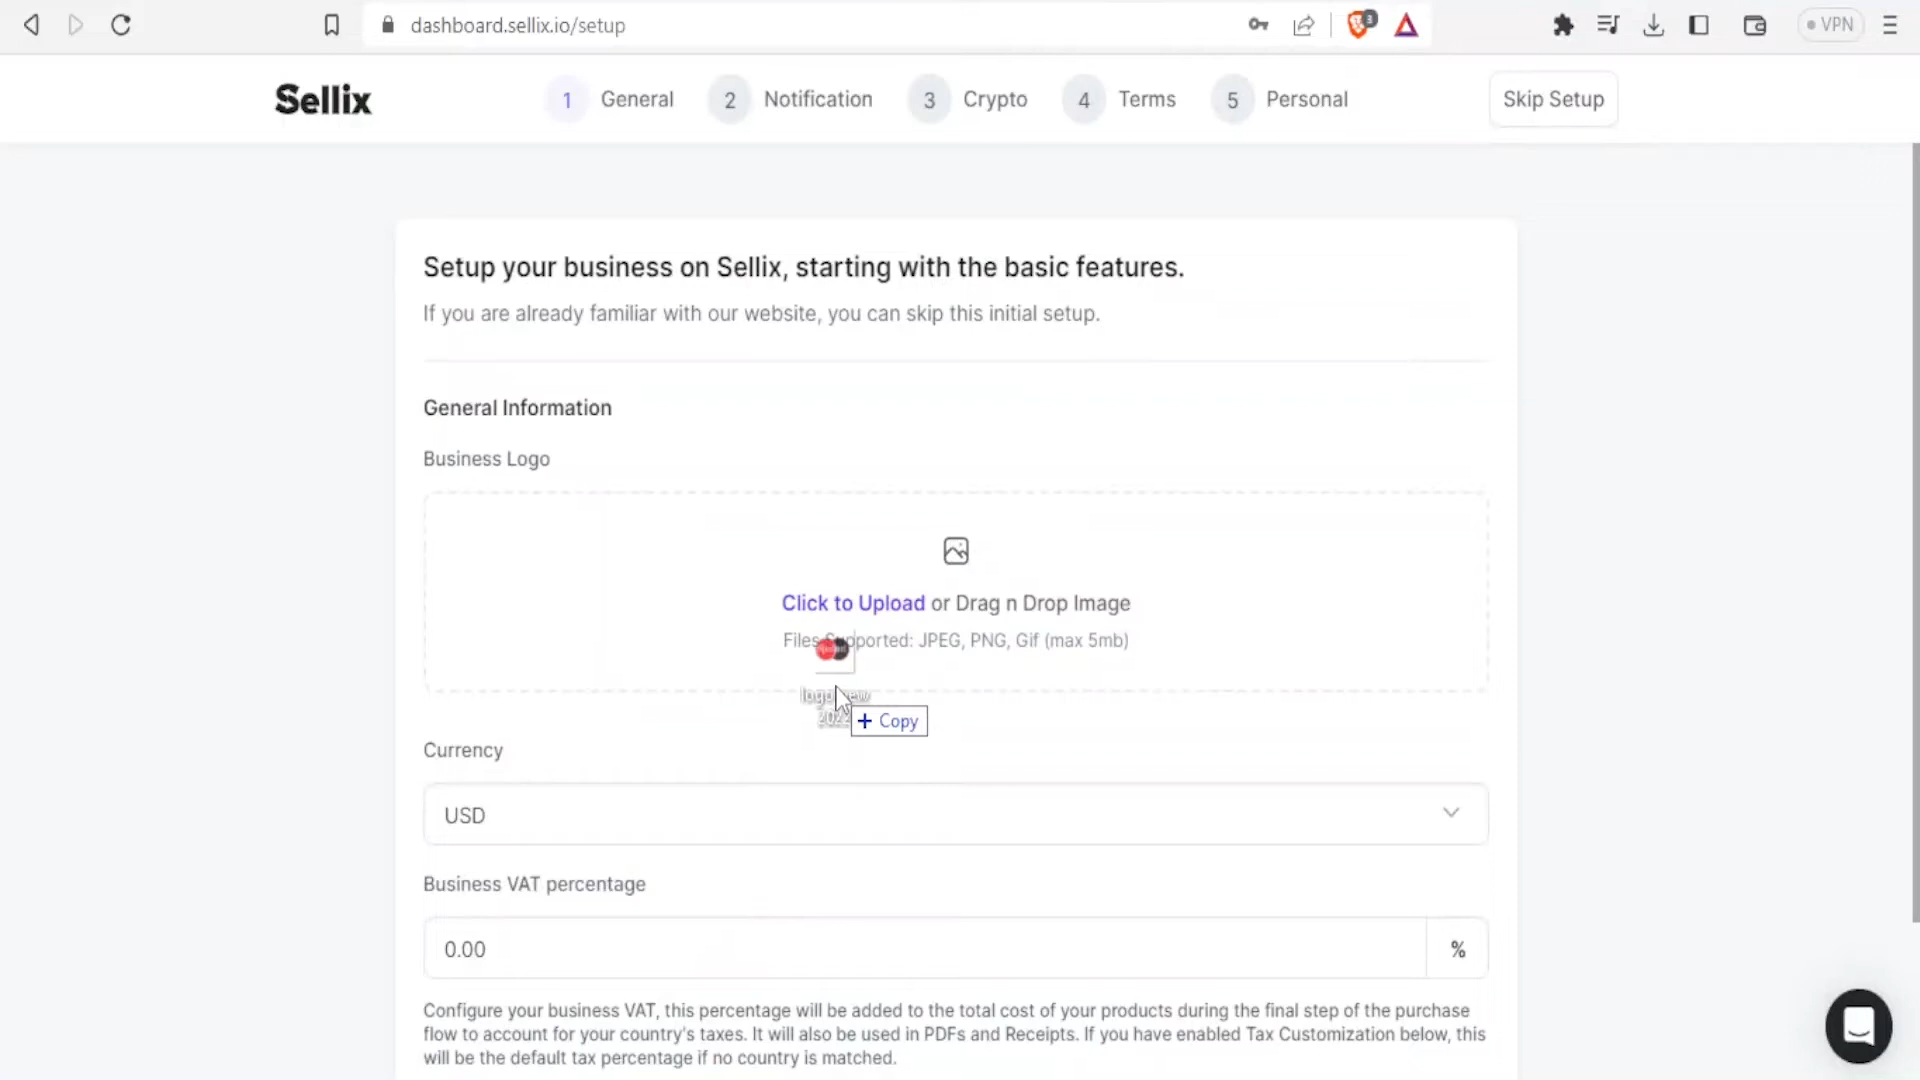 dashboard.sellix.io/setup
3
VPN
Sellix
1 General
2 Notification
3 Crypto
4 Terms
5 Personal
Skip Setup
Setup your business on Sellix, starting with the basic features.
If you are already familiar with our website, you can skip this initial setup.
General Information
Business Logo
Click to Upload or Drag n Drop Image
Files Supported: JPEG, PNG, Gif (max 5mb)
logo new
2022
+ Copy
Currency
USD
Business VAT percentage
0.00
%
Configure your business VAT, this percentage will be added to the total cost of your products during the final step of the purchase
flow to account for your country's taxes. It will also be used in PDFs and Receipts. If you have enabled Tax Customization below, this
will be the default tax percentage if no country is matched.